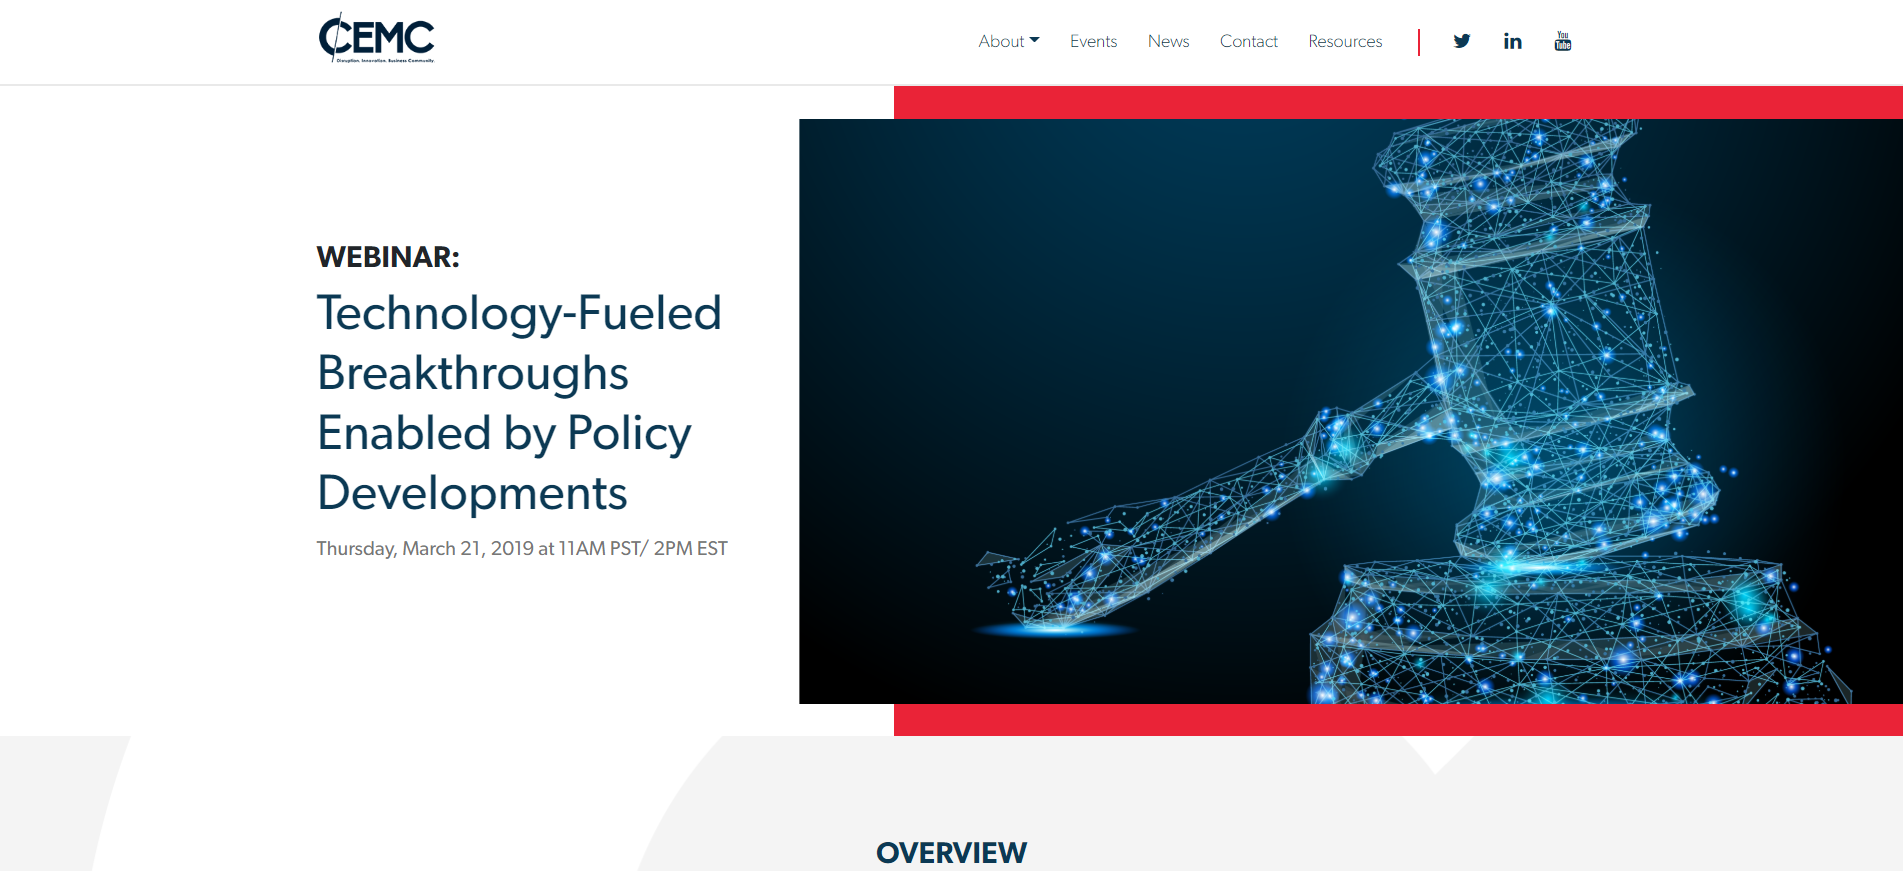 CEMC
Disruption. Innovation. Business Community.
About
Events
News
Contact
Resources
in
You
Tube
WEBINAR:
Technology-Fueled
Breakthroughs
Enabled by Policy
Developments
Thursday, March 21, 2019 at 11AM PST/ 2PM EST
OVERVIEW